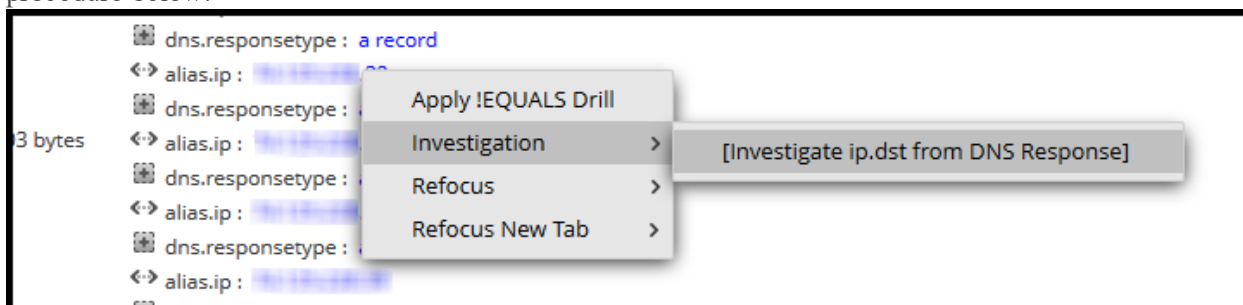 dns.responsetype : a record
alias.ip :
Apply !EQUALS Drill
dns.responsetype :
03 bytes
alias.ip :
Investigation
[Investigate ip.dst from DNS Response]
dns.responsetype :
Refocus
alias.ip :
Refocus New Tab
dns.responsetype :
alias.ip :